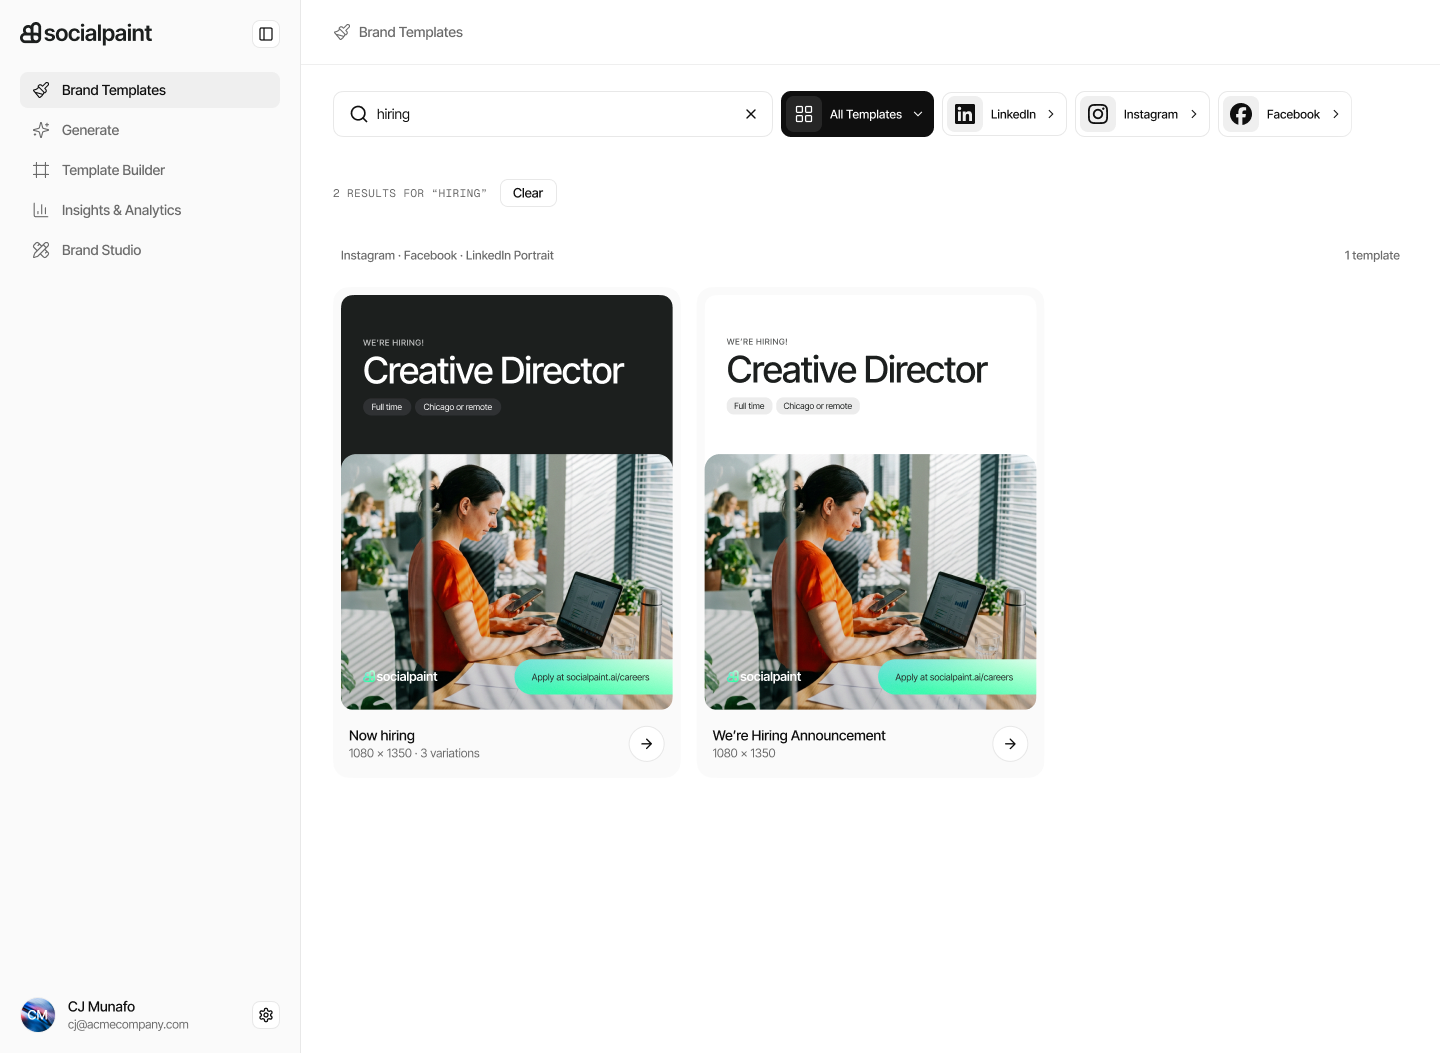 socialpaint
Brand Templates
Generate
Template Builder
Insights & Analytics
Brand Studio
CJ Munafo
CM
cj@acmecompany.com
Brand Templates
hiring
All Templates
LinkedIn
Instagram
Facebook
2 RESULTS FOR “HIRING”
Clear
Instagram · Facebook · LinkedIn Portrait
1 template
WE’RE HIRING!
Creative Director
Full time
Chicago or remote
socialpaint
Apply at socialpaint.ai/careers
Now hiring
1080 × 1350 · 3 variations
WE’RE HIRING!
Creative Director
Full time
Chicago or remote
socialpaint
Apply at socialpaint.ai/careers
We’re Hiring Announcement
1080 × 1350